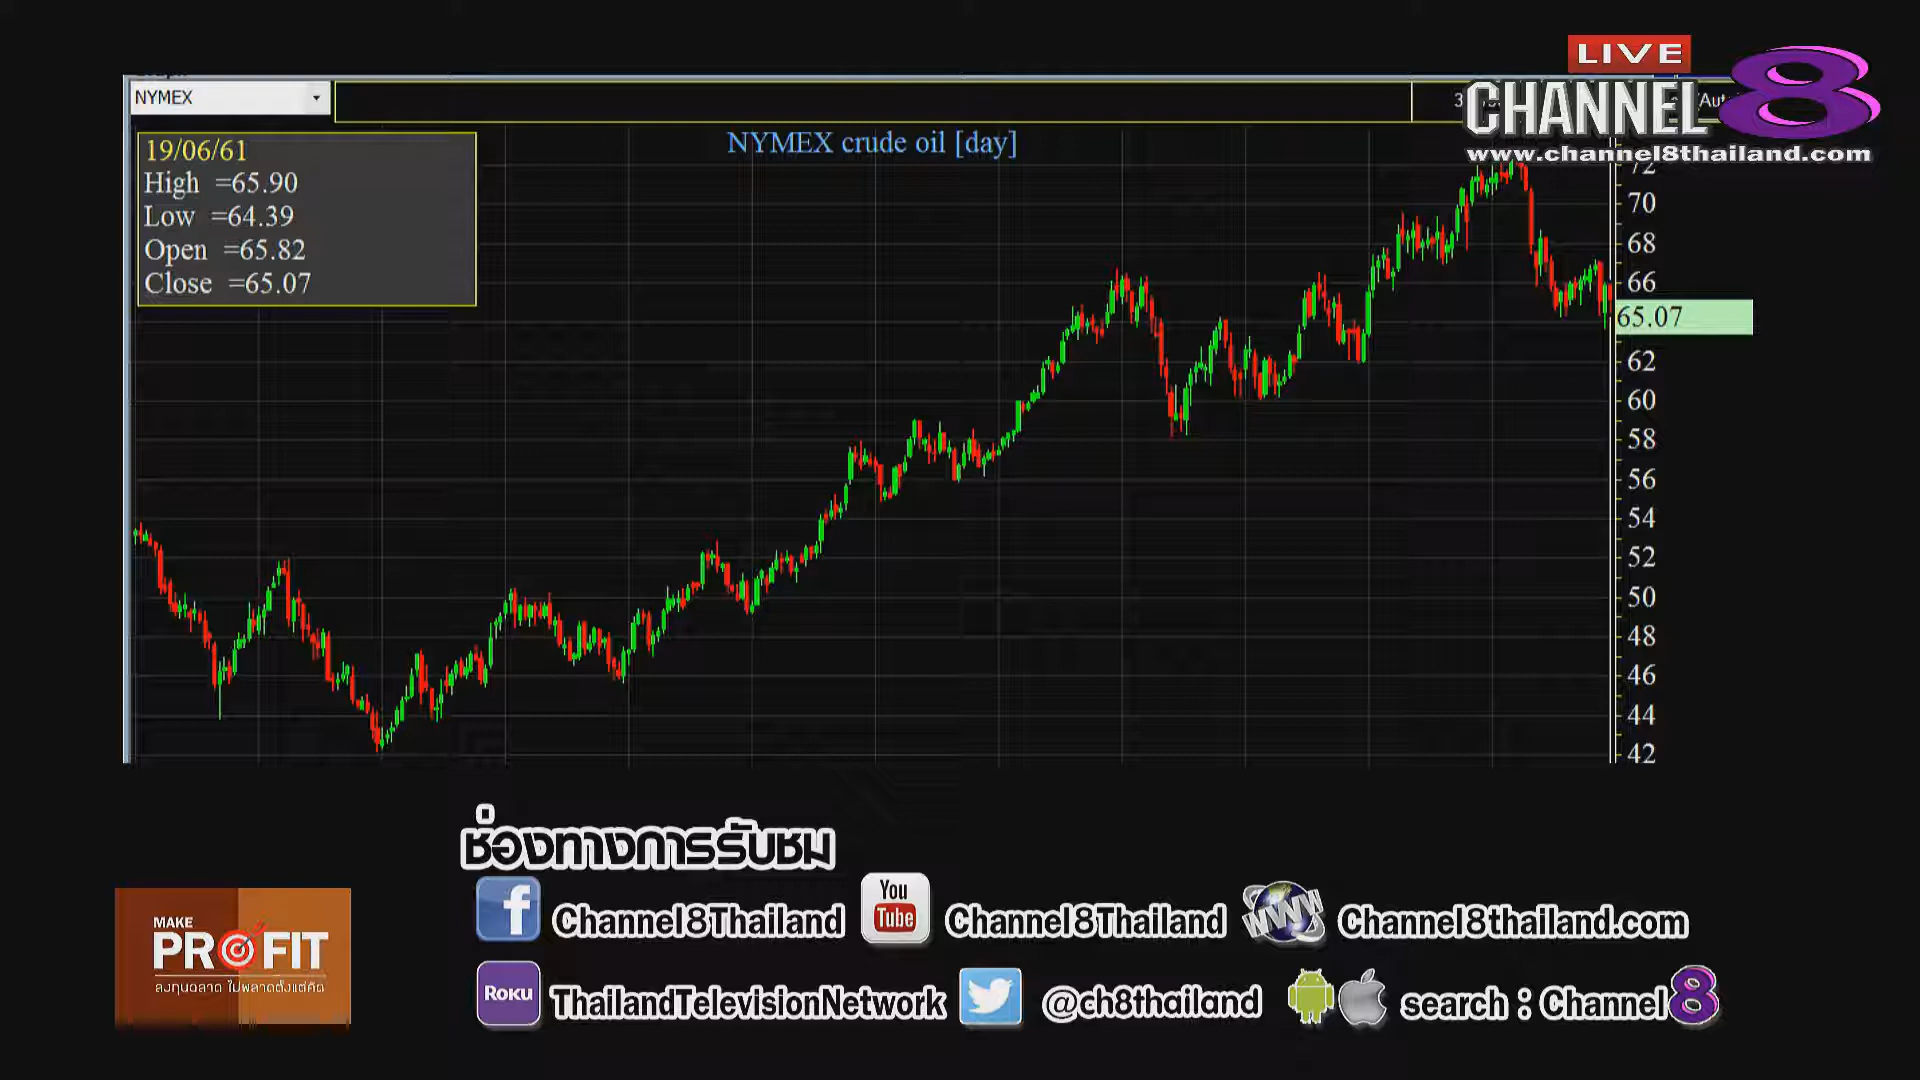 LIVE
CHANNEL 8
www.channel8thailand.com
NYMEX
NYMEX crude oil [day]
19/06/61
High =65.90
Low =64.39
Open =65.82
Close =65.07
72
70
68
66
65.07
62
60
58
56
54
52
50
48
46
44
42
ช่องทางการรับชม
f Channel8Thailand You Tube Channel8Thailand WWW Channel8thailand.com
ROKU ThailandTelevisionNetwork @ch8thailand search : Channel 8
MAKE
PROFIT
ลงทุนฉลาด ไม่พลาดตั้งแต่คิด